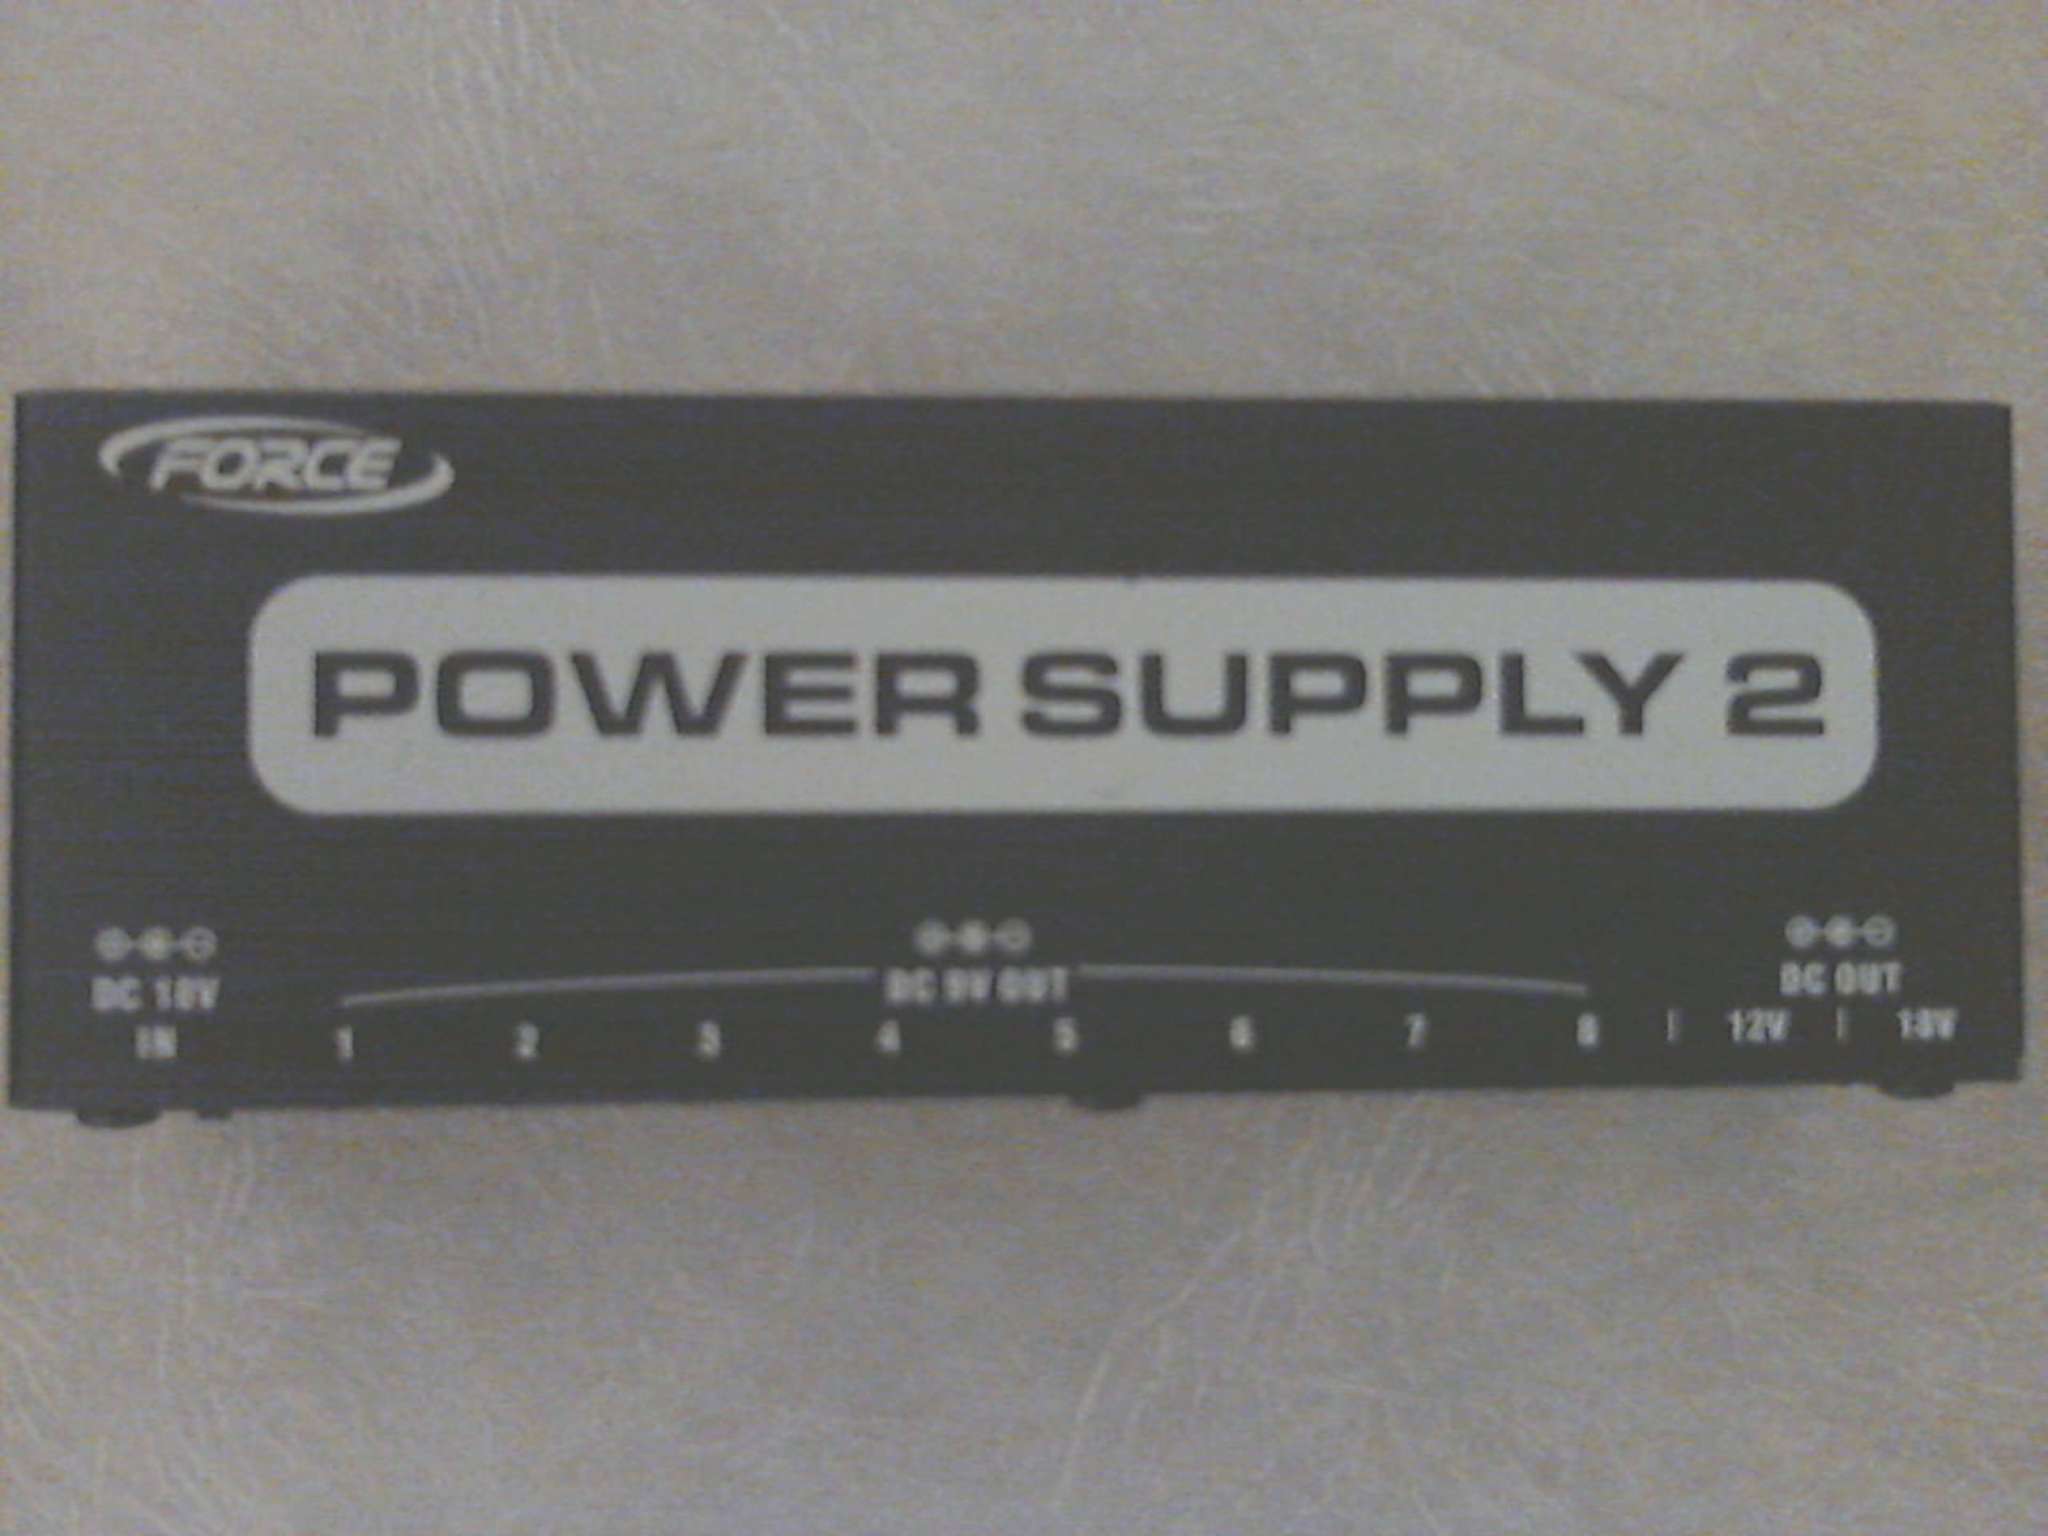 FORCE
POWER SUPPLY 2
DC 18V
IN
DC 9V OUT
1 2 3 4 5 6 7 8
DC OUT
| 12V | 18V